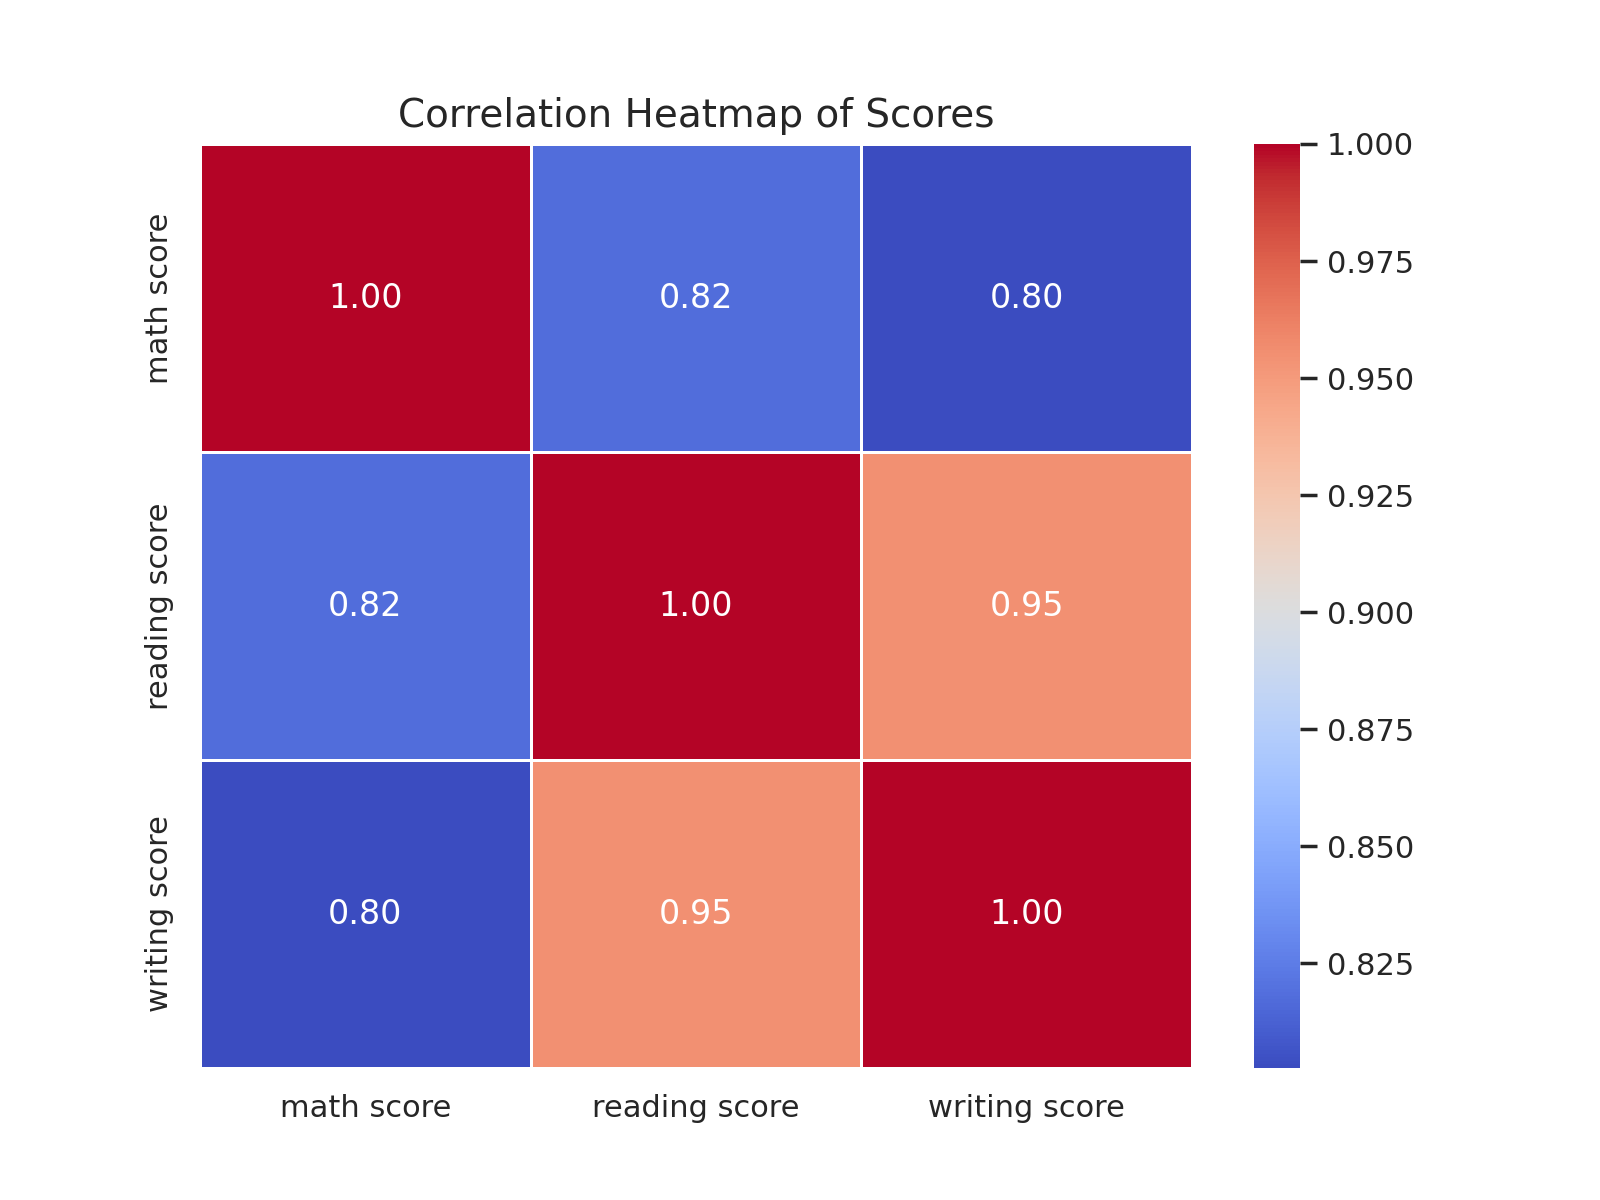 Correlation Heatmap of Scores
math score
1.00
0.82
0.80
reading score
0.82
1.00
0.95
writing score
0.80
0.95
1.00
math score
reading score
writing score
1.000
0.975
0.950
0.925
0.900
0.875
0.850
0.825